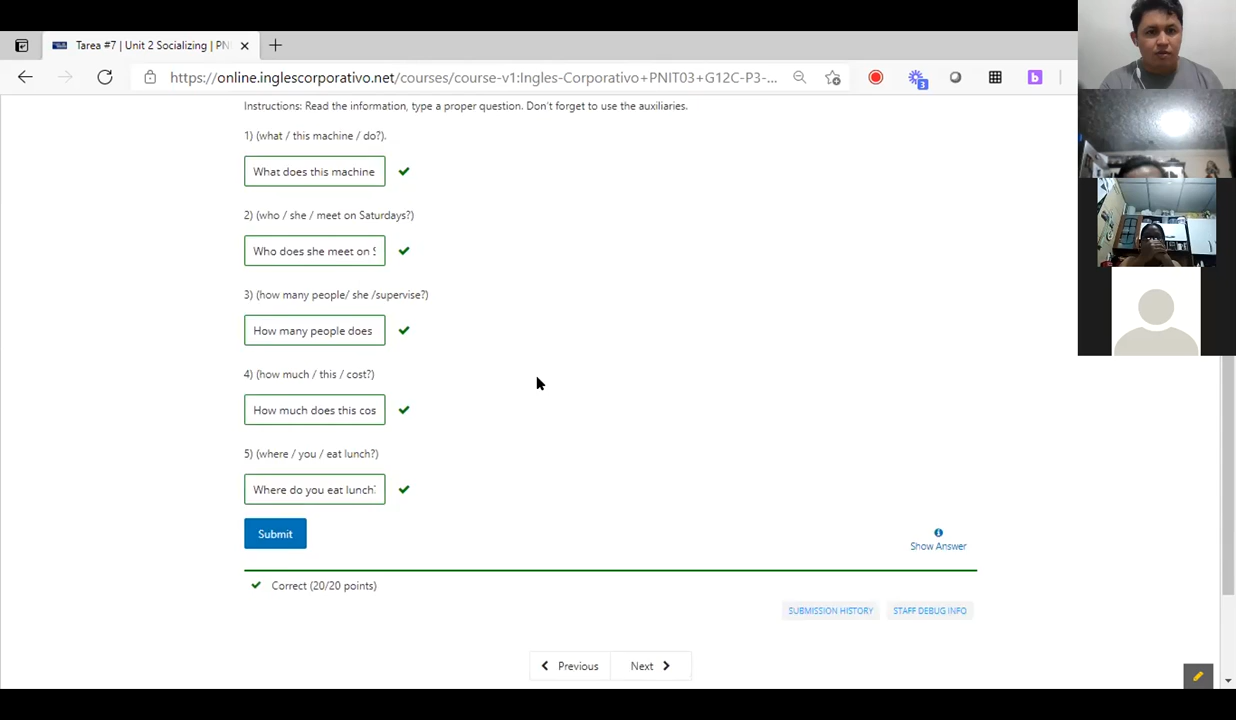 Tarea #7 | Unit 2 Socializing | PN
https://online.inglescorporativo.net/courses/course-v1:Ingles-Corporativo+PNIT03+G12C-P3-...
3
b
Instructions: Read the information, type a proper question. Don't forget to use the auxiliaries.
1) (what / this machine / do?).
What does this machine
2) (who / she / meet on Saturdays?)
Who does she meet on S
3) (how many people/ she /supervise?)
How many people does
4) (how much / this / cost?)
How much does this cos
5) (where / you / eat lunch?)
Where do you eat lunch?
Submit
Show Answer
Correct (20/20 points)
SUBMISSION HISTORY STAFF DEBUG INFO
Previous Next